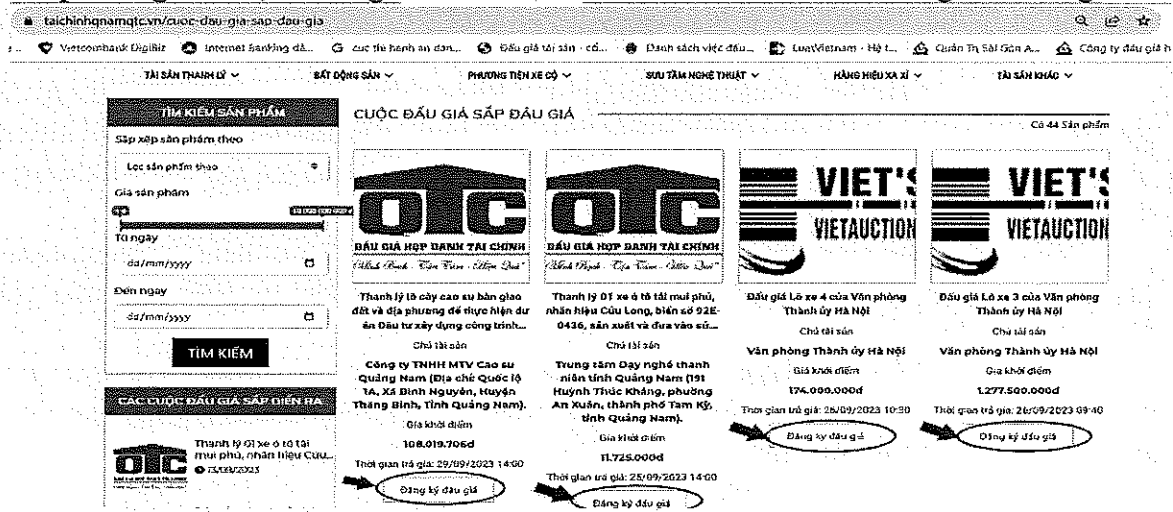 taichinhqnamqtc.vn/cuoc-dau-gia-sap-dau-gia
Vietcombank DigiBiz
Internet Banking dà...
cục thi hành án dân...
Đấu giá tài sản - cổ...
Danh sách việc đấu...
LuatVietnam - Hệ t...
Quận Thị Sài Gòn A...
Công ty đấu giá h
TÀI SẢN THANH LÝ
BẤT ĐỘNG SẢN
PHƯƠNG TIỆN XE CỘ
SƯU TẦM NGHỆ THUẬT
HÀNG HIỆU XA XỈ
TÀI SẢN KHÁC
TÌM KIẾM SẢN PHẨM
Sắp xếp sản phẩm theo
Lọc sản phẩm theo
Giá sản phẩm
Từ ngày
dd/mm/yyyy
Đến ngày
dd/mm/yyyy
TÌM KIẾM
CÁC CUỘC ĐẤU GIÁ SẮP DIỄN RA
Thanh lý 01 xe ô tô tải
mui phủ, nhãn hiệu Cửu...
CUỘC ĐẤU GIÁ SẮP ĐẤU GIÁ
Có 44 Sản phẩm
QTC
ĐẤU GIÁ HỢP DANH TÀI CHÍNH
Thanh lý lô cây cao su bàn giao
đất và địa phương để thực hiện dự
án Đầu tư xây dựng công trình...
Chủ tài sản
Công ty TNHH MTV Cao su
Quảng Nam (Địa chỉ Quốc lộ
1A, Xã Bình Nguyên, Huyện
Thăng Bình, Tỉnh Quảng Nam).
Giá khởi điểm
108.019.706đ
Thời gian trả giá: 29/09/2023 14:00
Đăng ký đấu giá
QTC
ĐẤU GIÁ HỢP DANH TÀI CHÍNH
Thanh lý 01 xe ô tô tải mui phủ,
nhãn hiệu Cửu Long, biển số 92E-
0436, sản xuất và đưa vào sử...
Chủ tài sản
Trung tâm Dạy nghề thanh
niên tỉnh Quảng Nam (191
Huỳnh Thúc Kháng, phường
An Xuân, thành phố Tam Kỳ,
tỉnh Quảng Nam).
Giá khởi điểm
11.725.000đ
Thời gian trả giá: 25/09/2023 14:00
Đăng ký đấu giá
VIET'S
VIETAUCTION
Đấu giá Lô xe 4 của Văn phòng
Thành ủy Hà Nội
Chủ tài sản
Văn phòng Thành ủy Hà Nội
Giá khởi điểm
174.000.000đ
Thời gian trả giá: 26/09/2023 10:30
Đăng ký đấu giá
VIET'S
VIETAUCTION
Đấu giá Lô xe 3 của Văn phòng
Thành ủy Hà Nội
Chủ tài sản
Văn phòng Thành ủy Hà Nội
Giá khởi điểm
1.277.500.000đ
Thời gian trả giá: 26/09/2023 09:40
Đăng ký đấu giá